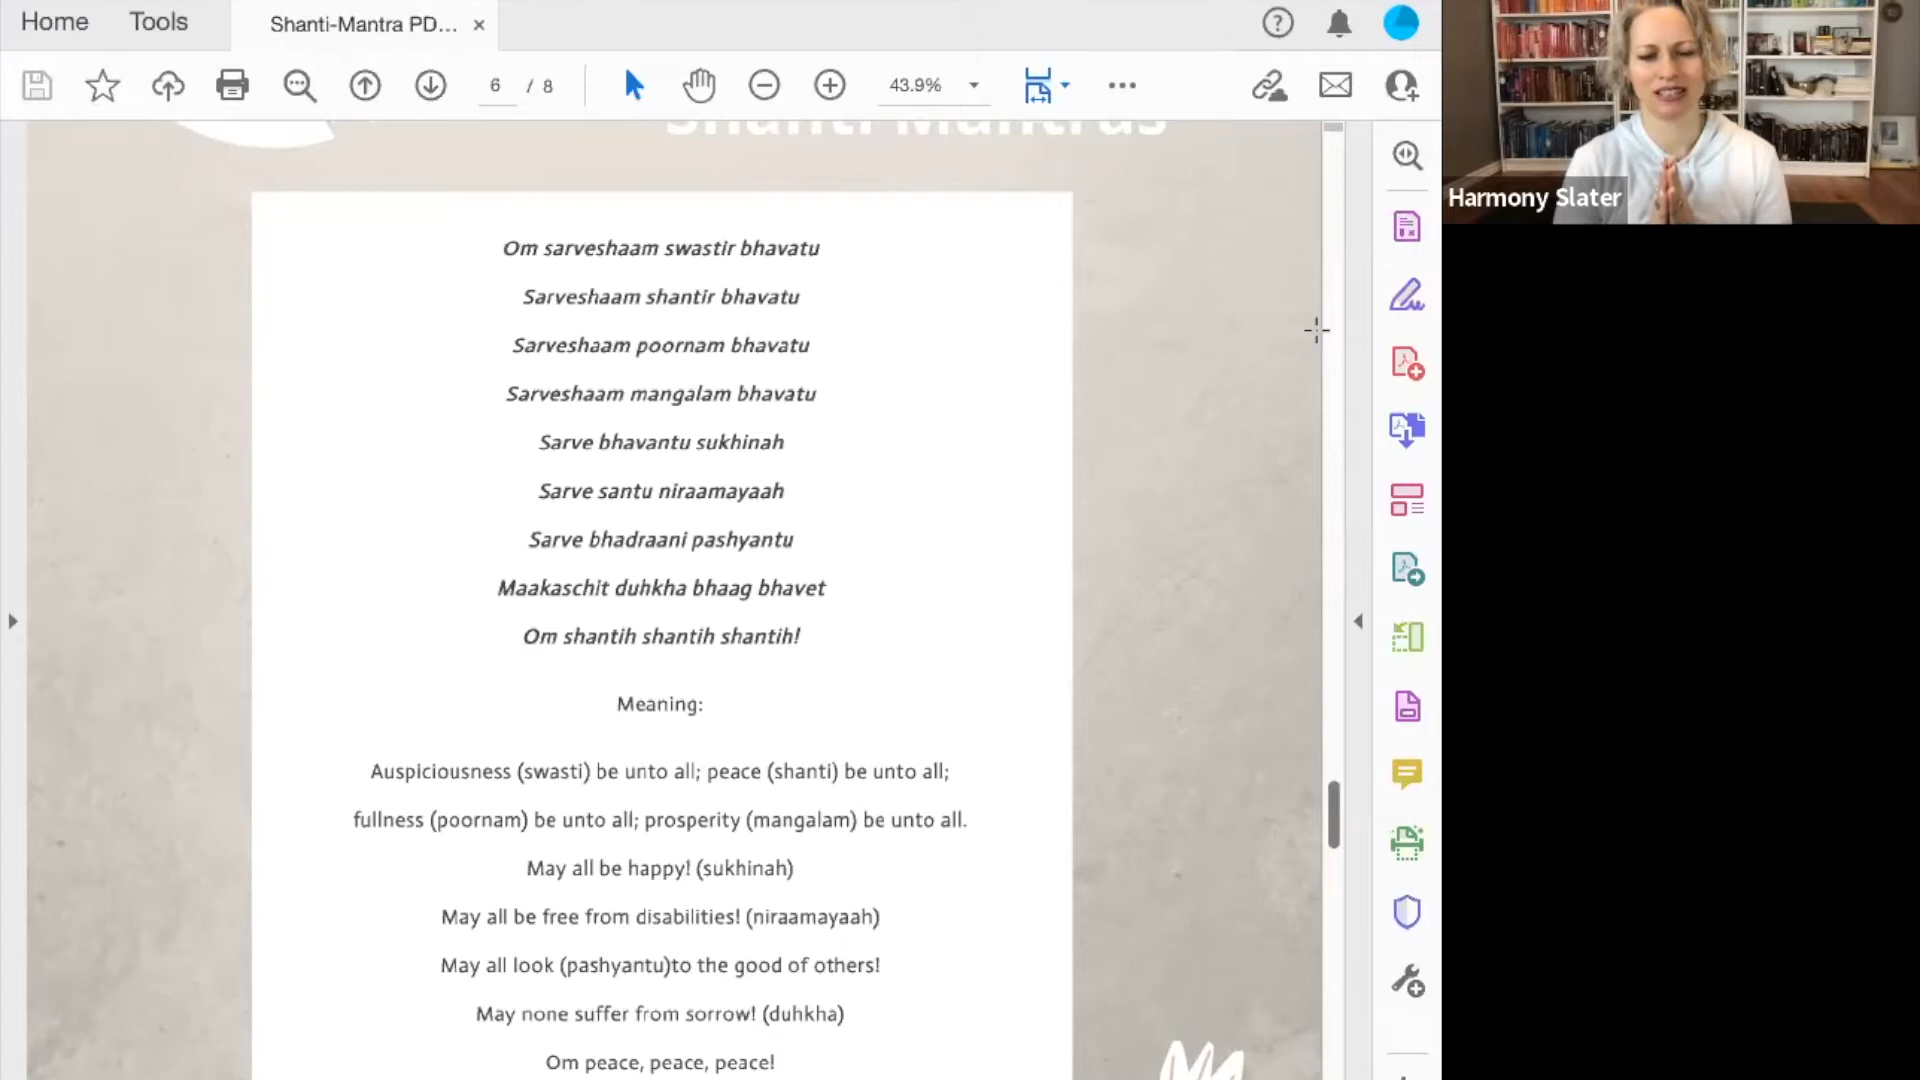 Home Tools Shanti-Mantra PD... ×
6 / 8 43.9%
Shanti Mantras
Om sarveshaam swastir bhavatu
Sarveshaam shantir bhavatu
Sarveshaam poornam bhavatu
Sarveshaam mangalam bhavatu
Sarve bhavantu sukhinah
Sarve santu niraamayaah
Sarve bhadraani pashyantu
Maakaschit duhkha bhaag bhavet
Om shantih shantih shantih!
Meaning:
Auspiciousness (swasti) be unto all; peace (shanti) be unto all;
fullness (poornam) be unto all; prosperity (mangalam) be unto all.
May all be happy! (sukhinah)
May all be free from disabilities! (niraamayaah)
May all look (pashyantu)to the good of others!
May none suffer from sorrow! (duhkha)
Om peace, peace, peace!
Harmony Slater